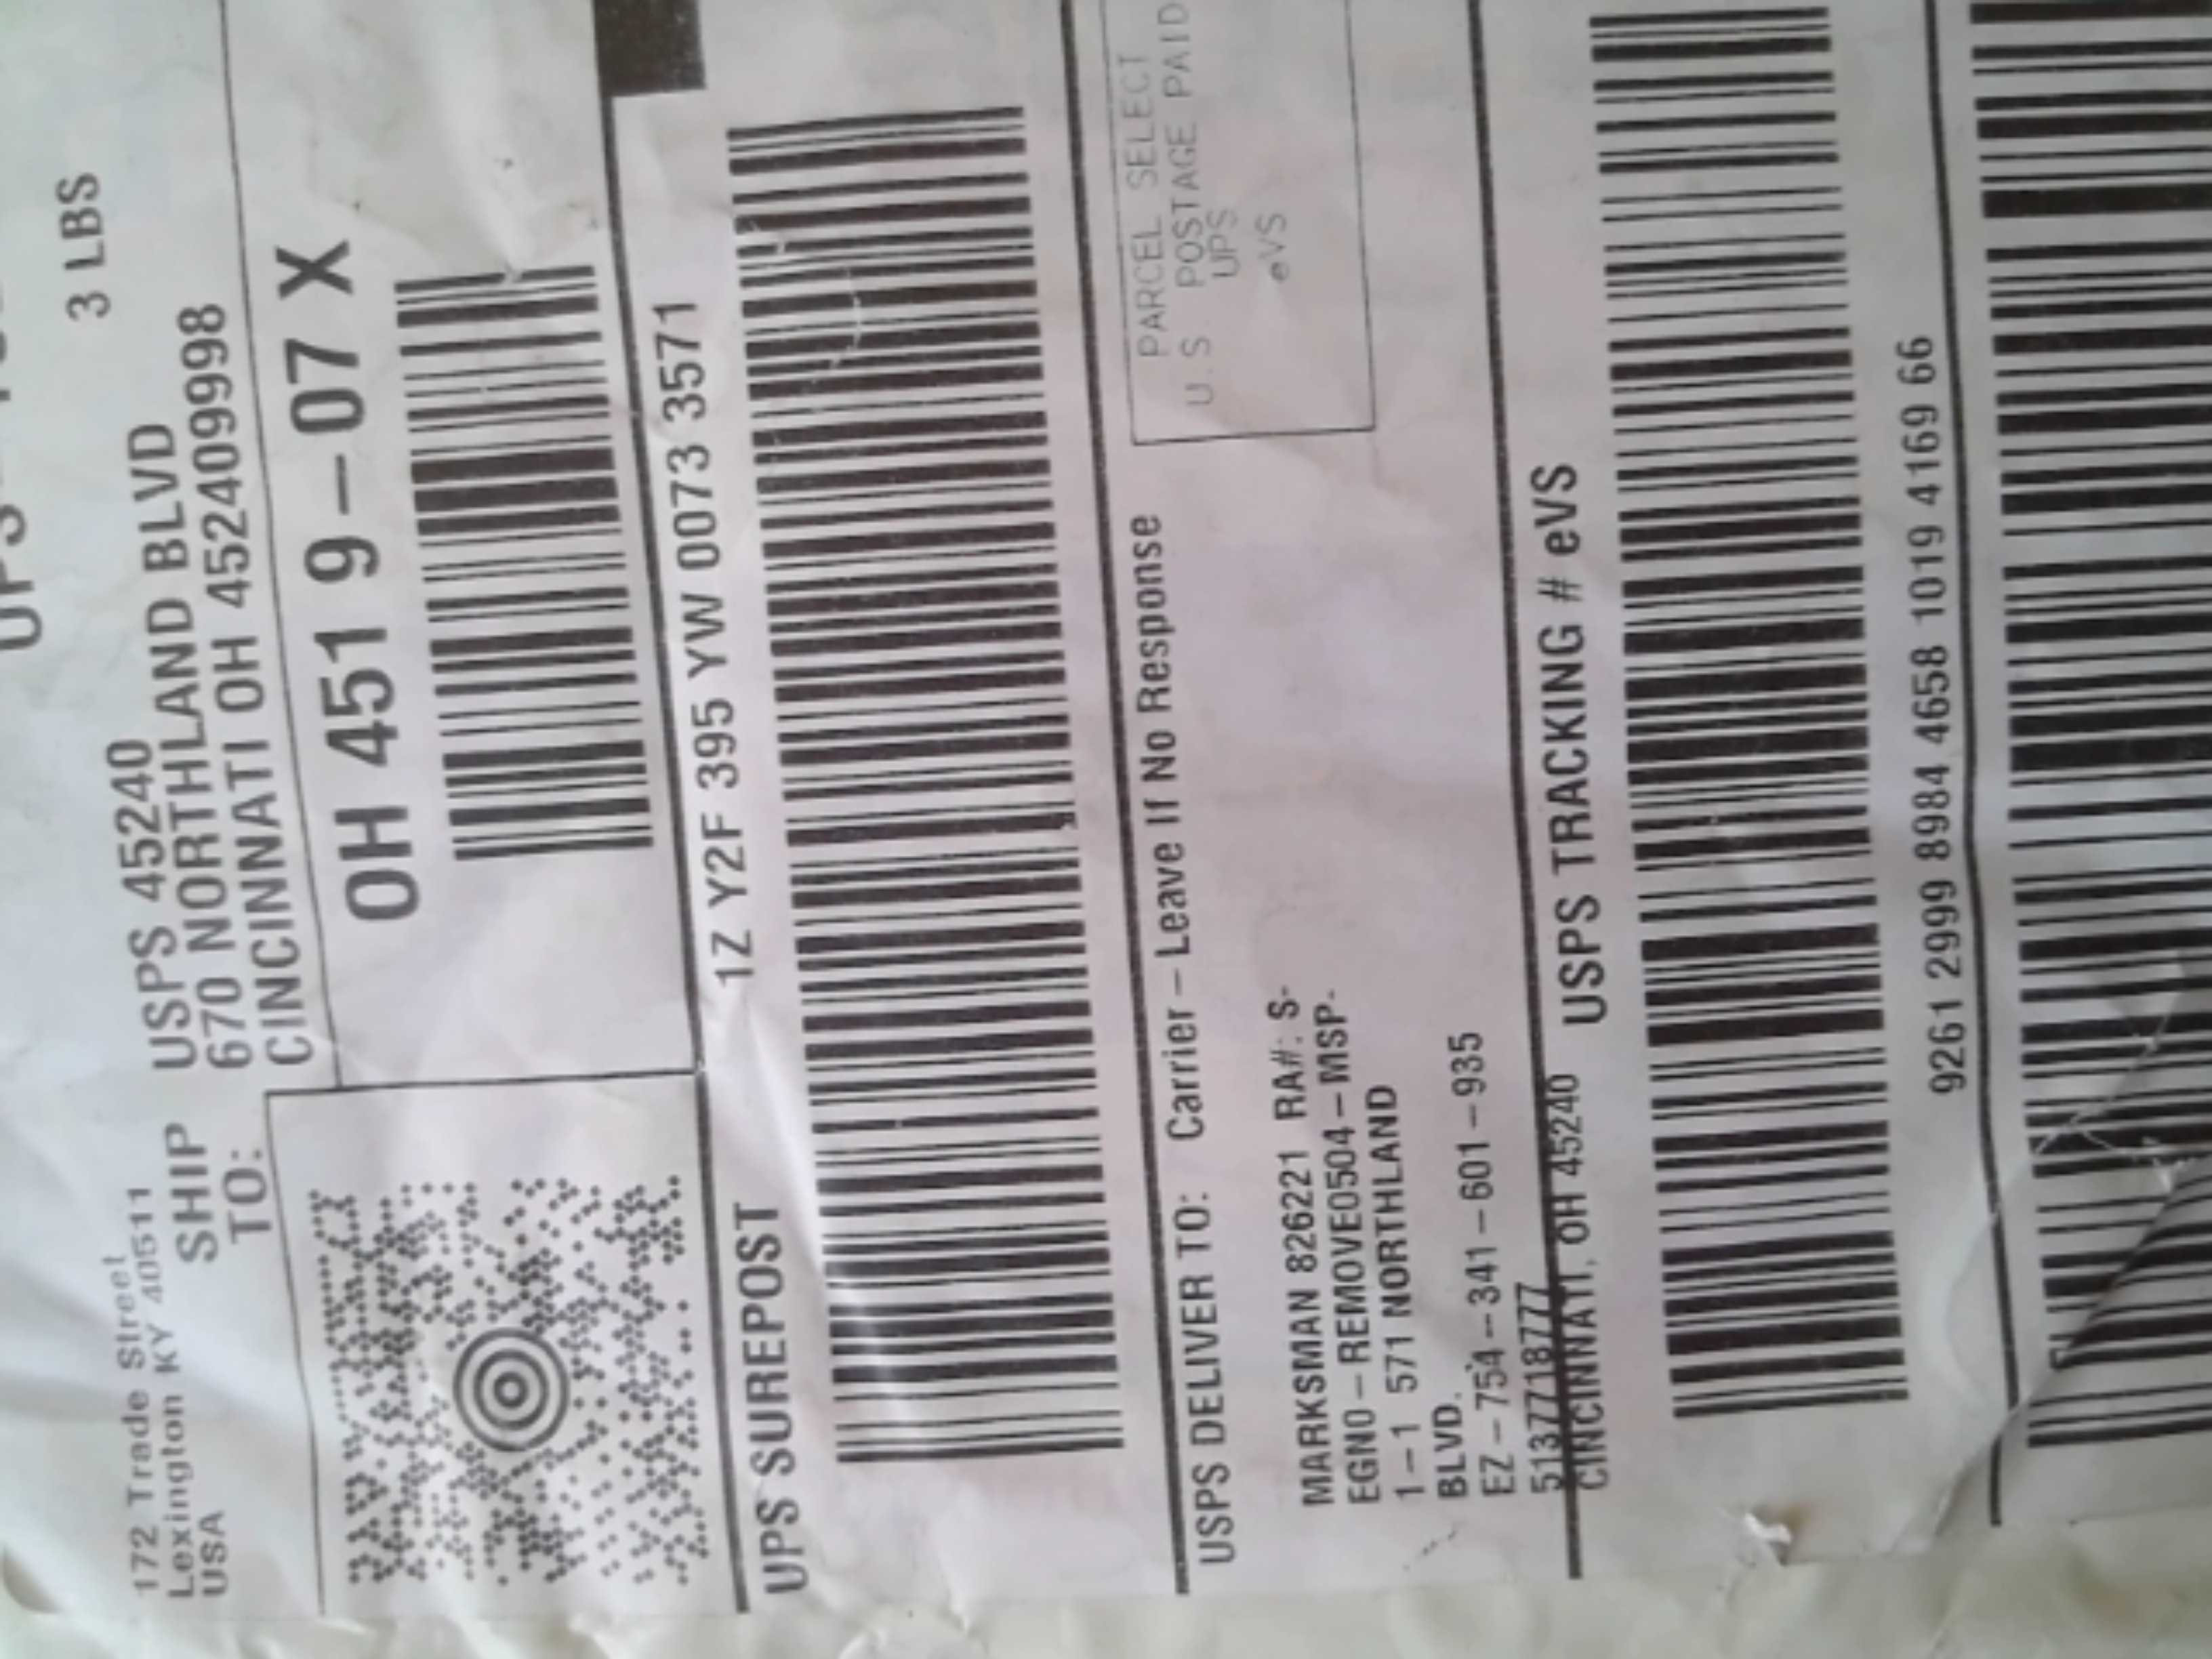 3 LBS
172 Trade Street
Lexington KY 40511
USA
SHIP
TO:
USPS 45240
670 NORTHLAND BLVD
CINCINNATI OH 452409998
OH 451 9-07 X
UPS SUREPOST
1Z Y2F 395 YW 0073 3571
USPS DELIVER TO:
Carrier - Leave If No Response
PARCEL SELECT
U.S. POSTAGE PAID
UPS
eVS
MARKSMAN 826221 RA#: S-
EGNO - REMOVE0504 - MSP-
1-1 571 NORTHLAND
BLVD.
EZ-754-341-601-935
5137718777
CINCINNATI, OH 45240
USPS TRACKING # eVS
9261 2999 8984 4658 1019 4169 66